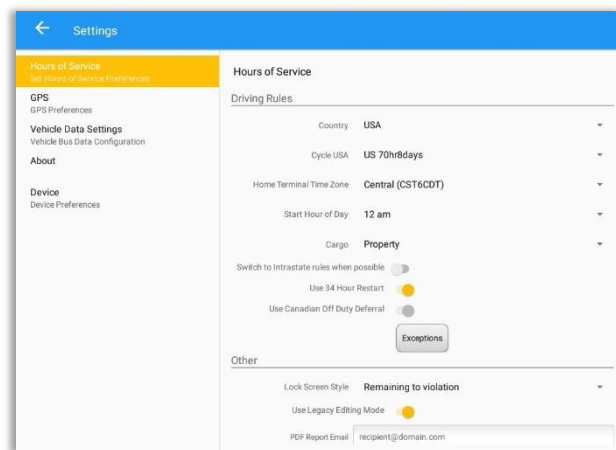 Settings
Hours of Service
Set Hours of Service Preferences
GPS
GPS Preferences
Vehicle Data Settings
Vehicle Bus Data Configuration
About
Device
Device Preferences
Hours of Service
Driving Rules
Country USA
Cycle USA US 70hr8days
Home Terminal Time Zone Central (CST6CDT)
Start Hour of Day 12 am
Cargo Property
Switch to Intrastate rules when possible
Use 34 Hour Restart
Use Canadian Off Duty Deferral
Exceptions
Other
Lock Screen Style Remaining to violation
Use Legacy Editing Mode
PDF Report Email recipient@domain.com